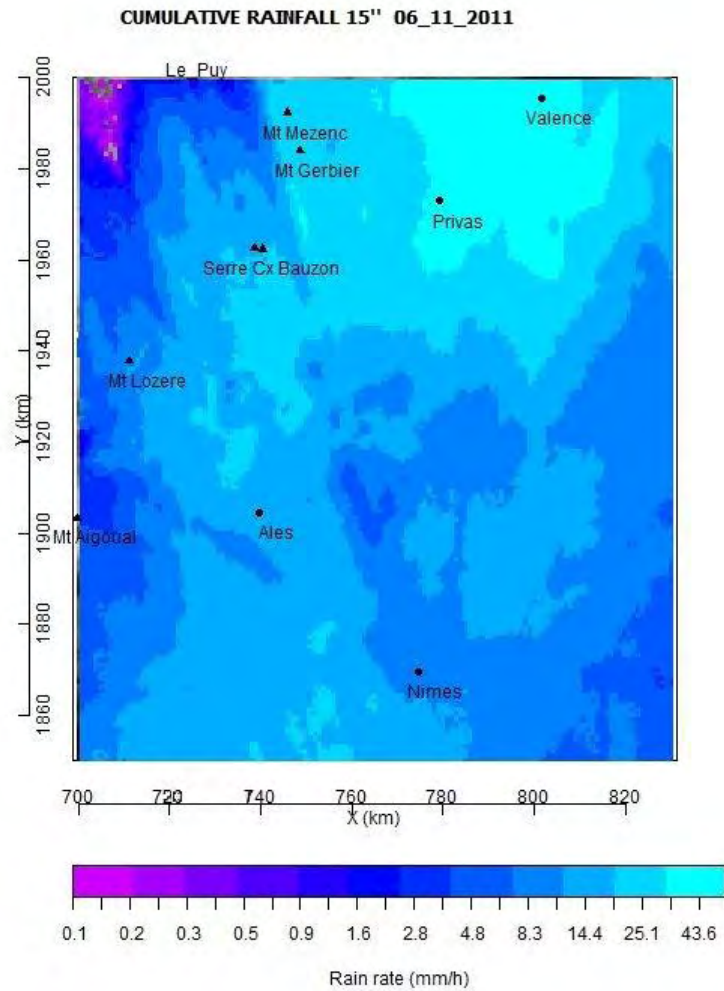 CUMULATIVE RAINFALL 15" 06_11_2011
2000
1980
1960
1940
1920
1900
1880
1860
Y (km)
Le_Puy
Mt Mezenc
Valence
Mt Gerbier
Privas
Serre Cx Bauzon
Mt Lozere
Mt Aigoual
Ales
Nimes
700 720 740 760 780 800 820
X (km)
0.1 0.2 0.3 0.5 0.9 1.6 2.8 4.8 8.3 14.4 25.1 43.6
Rain rate (mm/h)